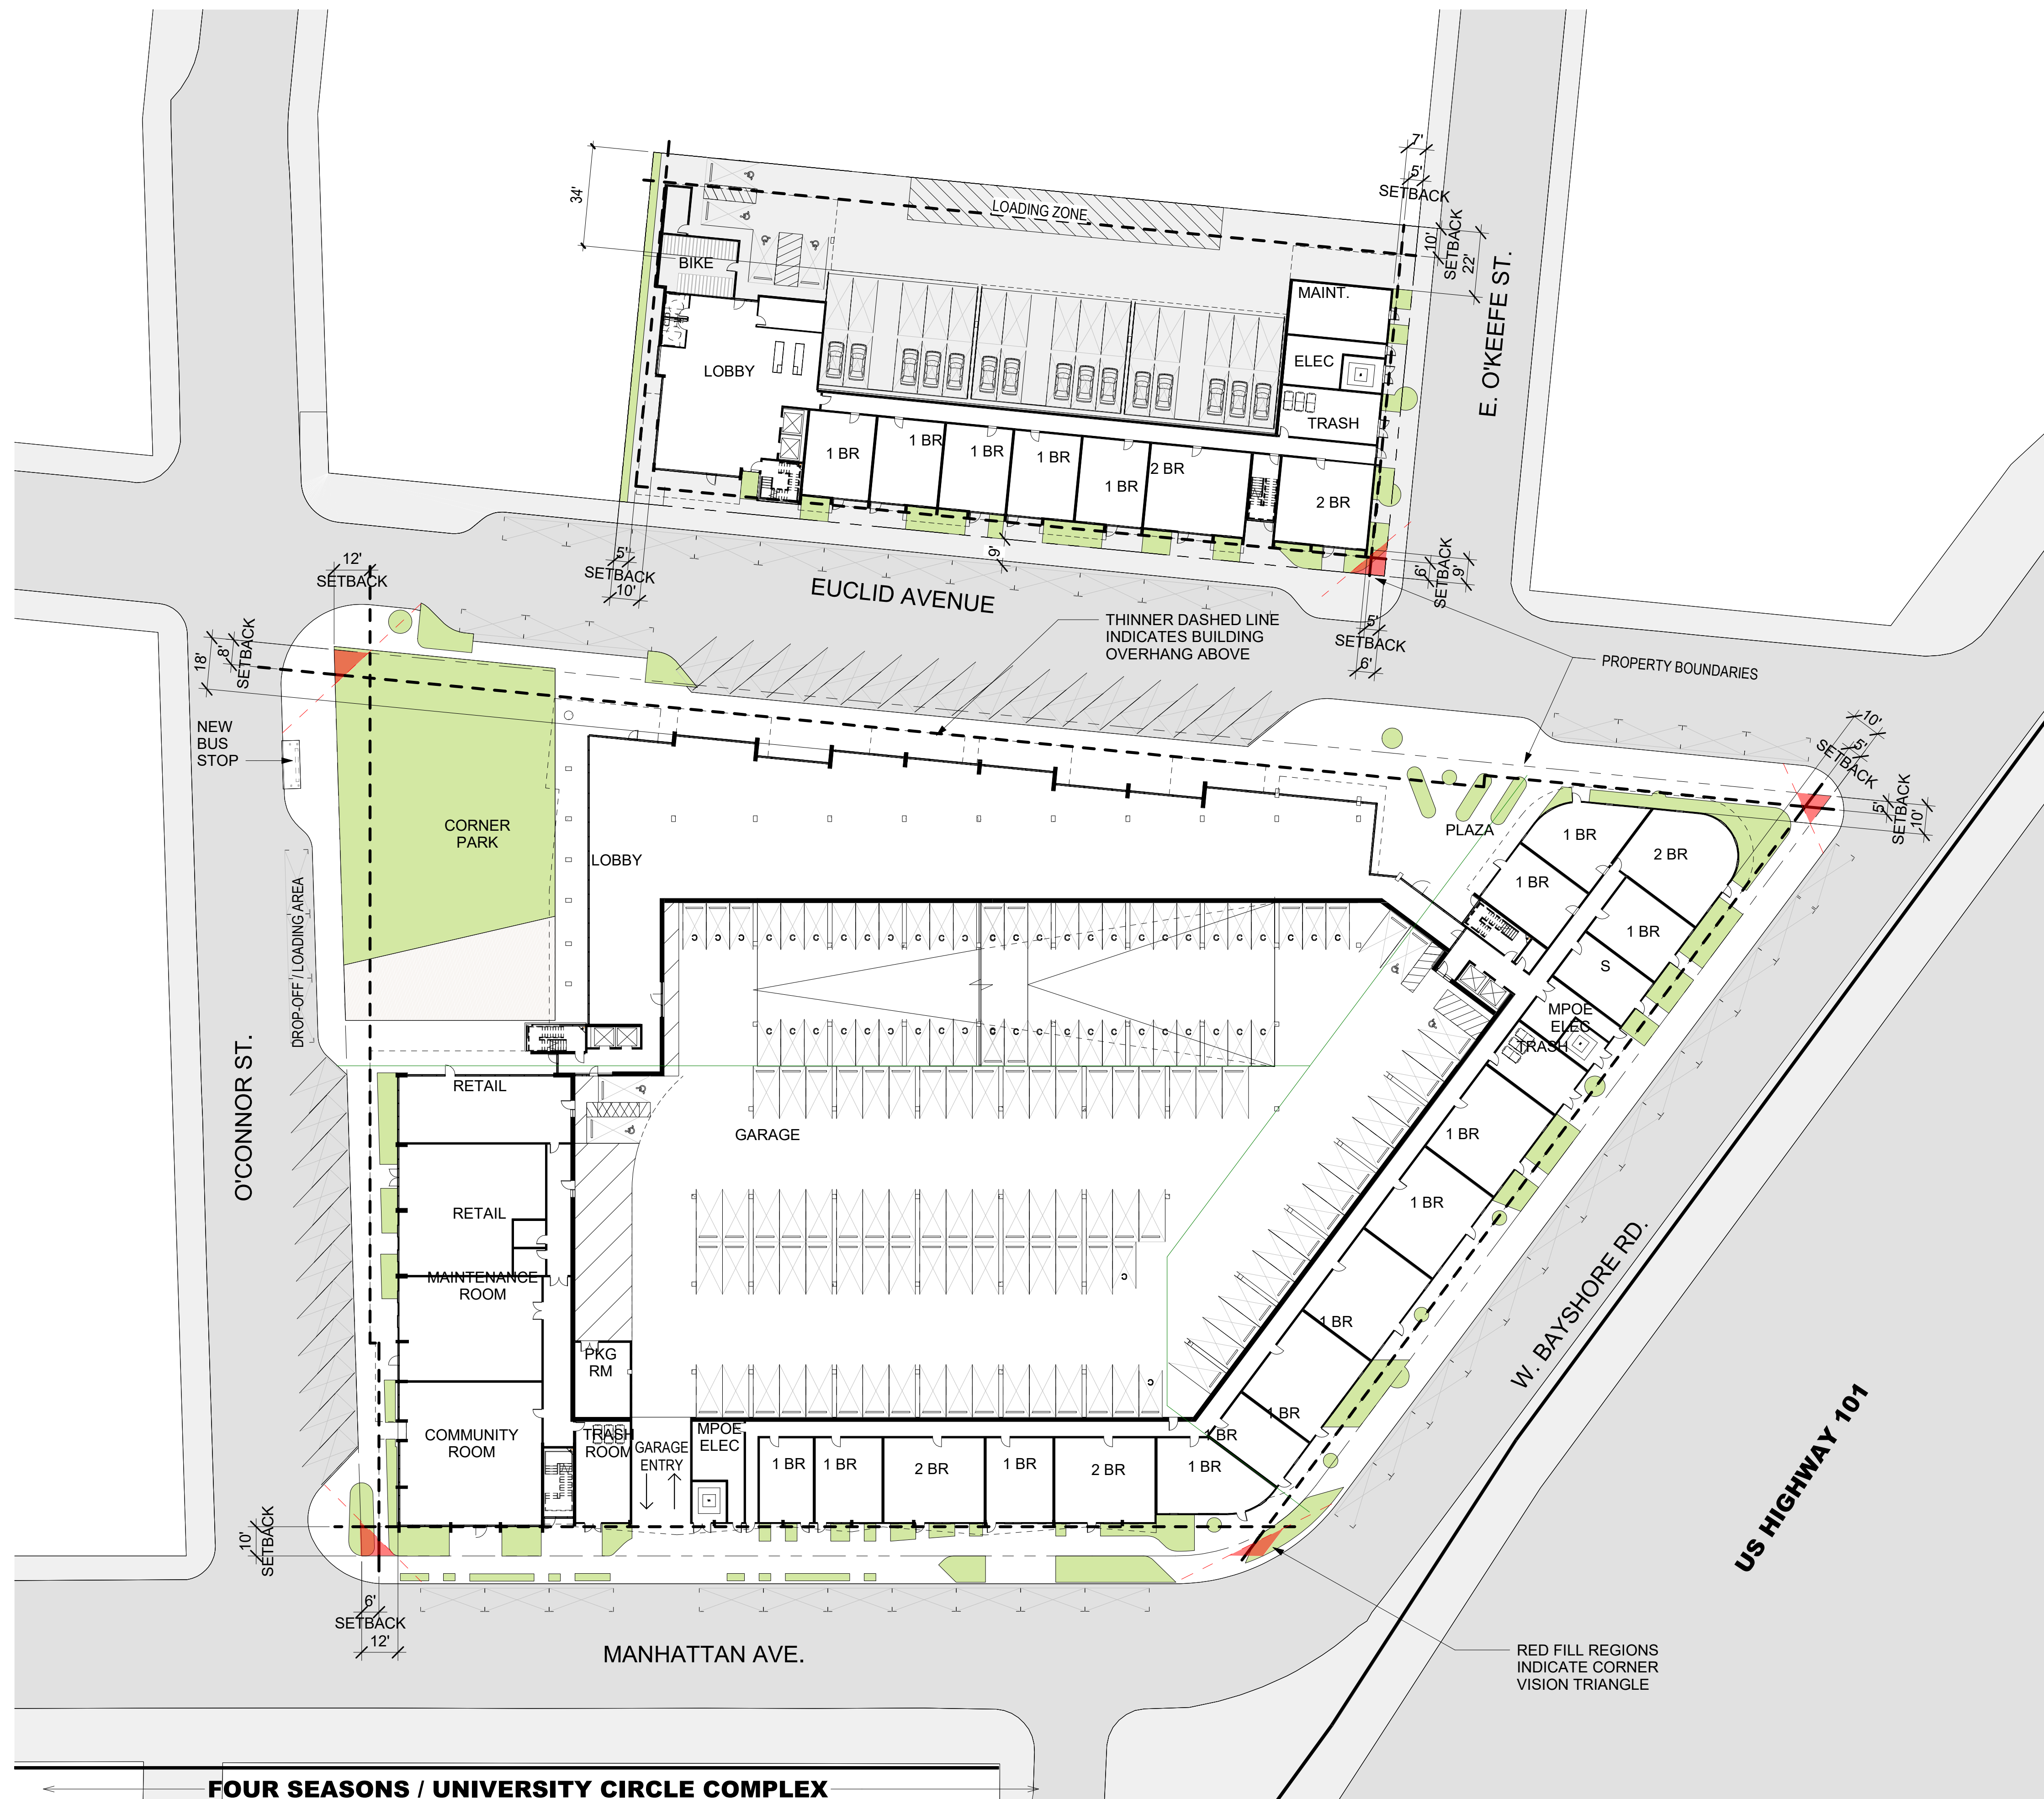 7'
5'
SETBACK
34'
LOADING ZONE
10'
SETBACK
22'
BIKE
MAINT.
E. O'KEEFE ST.
LOBBY
ELEC
TRASH
1 BR
1 BR
1 BR
1 BR
1 BR
2 BR
2 BR
9'
5'
SETBACK
10'
6'
SETBACK
9'
12'
SETBACK
EUCLID AVENUE
5'
SETBACK
6'
THINNER DASHED LINE
INDICATES BUILDING
OVERHANG ABOVE
PROPERTY BOUNDARIES
18'
8'
SETBACK
NEW
BUS
STOP
10'
5'
SETBACK
5'
SETBACK
10'
CORNER
PARK
LOBBY
PLAZA
1 BR
2 BR
1 BR
1 BR
S
DROP-OFF / LOADING AREA
C C C C C C C C C C C C C C C C C C C C C C C C C C
MPOE
ELEC
TRASH
C C C C C C C C C C C C C C C C C C C C
O'CONNOR ST.
RETAIL
GARAGE
1 BR
RETAIL
1 BR
MAINTENANCE
ROOM
C
1 BR
PKG
RM
C
W. BAYSHORE RD.
US HIGHWAY 101
COMMUNITY
ROOM
TRASH
ROOM
GARAGE
ENTRY
MPOE
ELEC
1 BR
1 BR
1 BR
1 BR
2 BR
1 BR
2 BR
1 BR
10'
SETBACK
6'
SETBACK
12'
MANHATTAN AVE.
RED FILL REGIONS
INDICATE CORNER
VISION TRIANGLE
FOUR SEASONS / UNIVERSITY CIRCLE COMPLEX